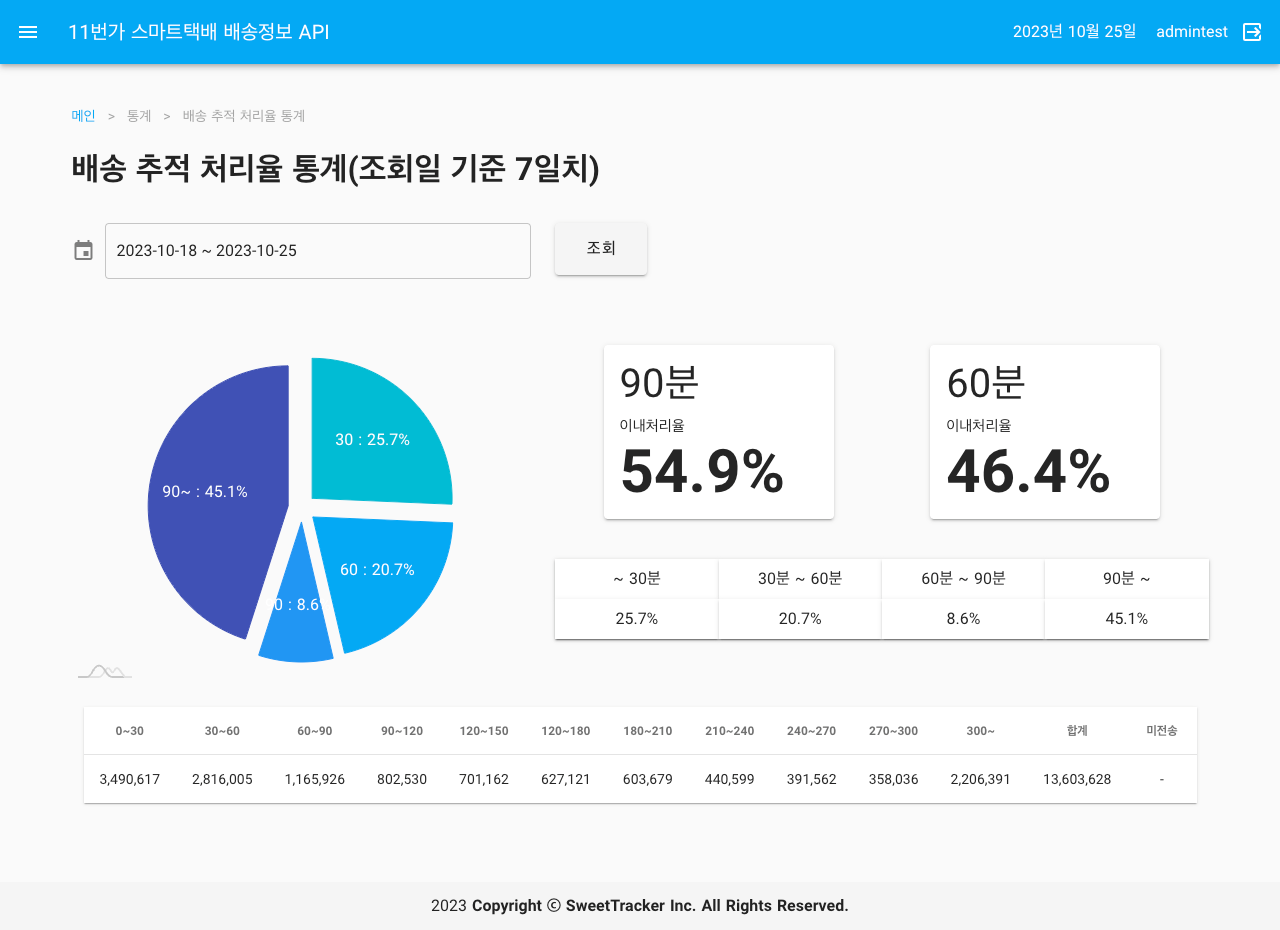 11번가 스마트택배 배송정보 API
2023년 10월 25일 admintest
메인 > 통계 > 배송 추적 처리율 통계
배송 추적 처리율 통계(조회일 기준 7일치)
2023-10-18 ~ 2023-10-25
조회
30 : 25.7%
90~ : 45.1%
60 : 20.7%
0 : 8.6
90분
이내처리율
54.9%
60분
이내처리율
46.4%
~ 30분 30분 ~ 60분 60분 ~ 90분 90분 ~
25.7% 20.7% 8.6% 45.1%
0~30 30~60 60~90 90~120 120~150 120~180 180~210 210~240 240~270 270~300 300~ 합계 미전송
3,490,617 2,816,005 1,165,926 802,530 701,162 627,121 603,679 440,599 391,562 358,036 2,206,391 13,603,628 -
2023 Copyright ⓒ SweetTracker Inc. All Rights Reserved.